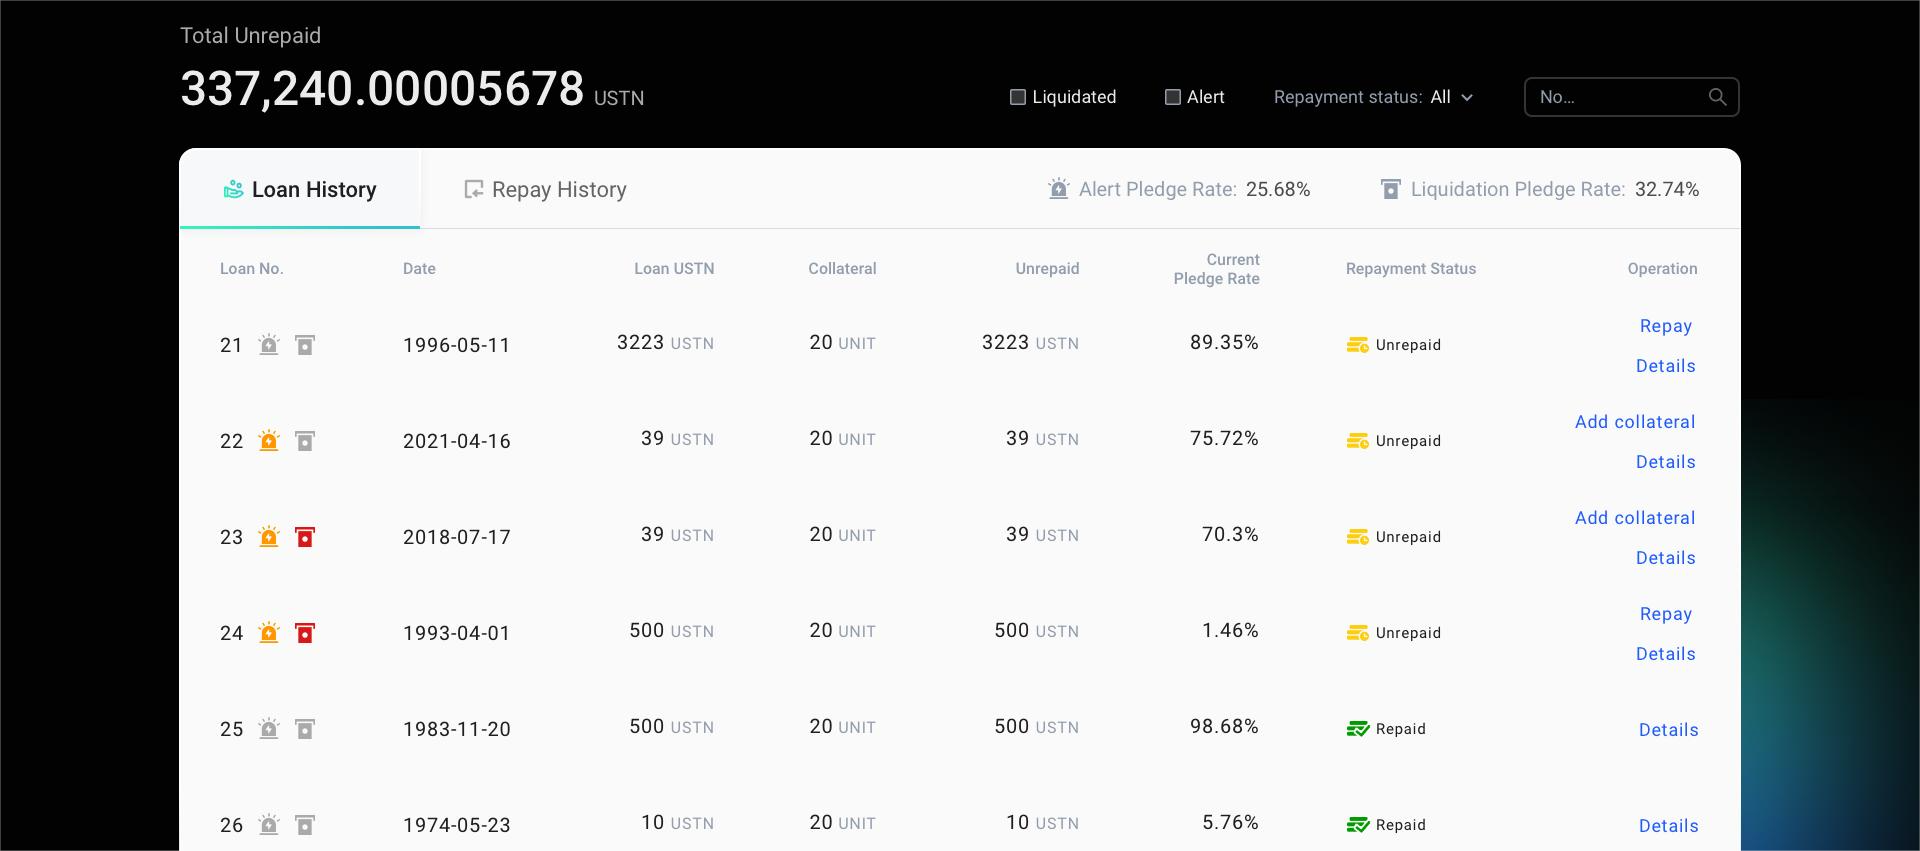 Total Unrepaid
337,240.00005678 USTN
Liquidated Alert Repayment status: All No...
Loan History Repay History Alert Pledge Rate: 25.68% Liquidation Pledge Rate: 32.74%
Loan No. Date Loan USTN Collateral Unrepaid Current Pledge Rate Repayment Status Operation
21 1996-05-11 3223 USTN 20 UNIT 3223 USTN 89.35% Unrepaid Repay
Details
22 2021-04-16 39 USTN 20 UNIT 39 USTN 75.72% Unrepaid Add collateral
Details
23 2018-07-17 39 USTN 20 UNIT 39 USTN 70.3% Unrepaid Add collateral
Details
24 1993-04-01 500 USTN 20 UNIT 500 USTN 1.46% Unrepaid Repay
Details
25 1983-11-20 500 USTN 20 UNIT 500 USTN 98.68% Repaid Details
26 1974-05-23 10 USTN 20 UNIT 10 USTN 5.76% Repaid Details